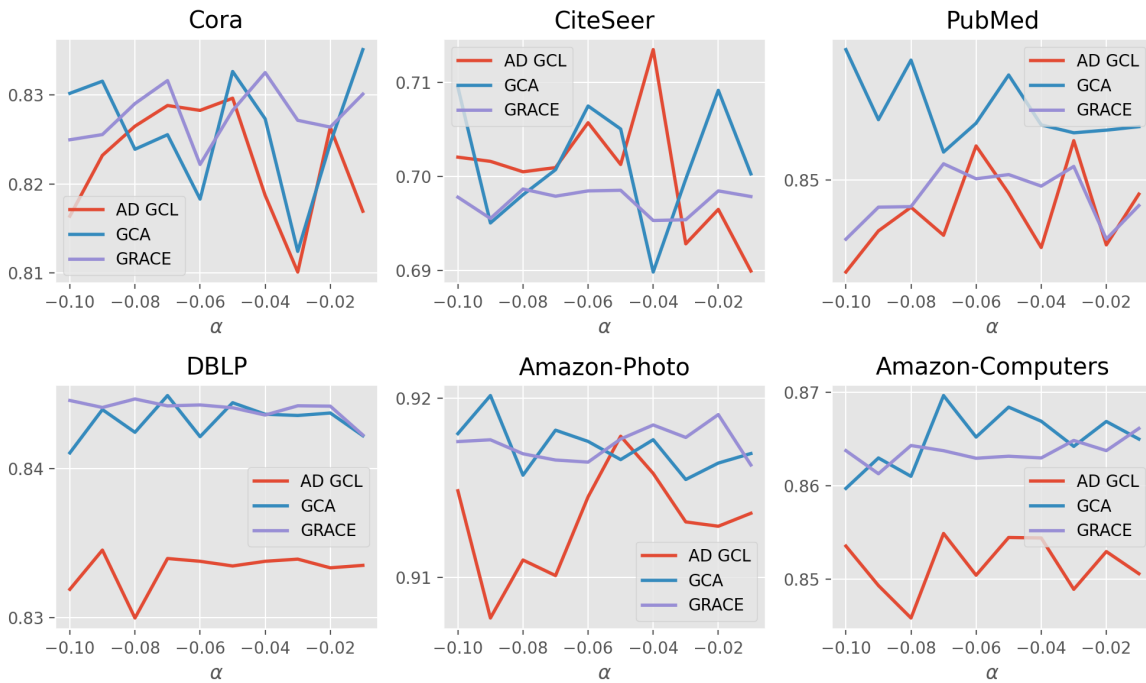 Cora
0.83
0.82
0.81
AD GCL
GCA
GRACE
−0.10 −0.08 −0.06 −0.04 −0.02
α
CiteSeer
0.71
0.70
0.69
AD GCL
GCA
GRACE
−0.10 −0.08 −0.06 −0.04 −0.02
α
PubMed
0.85
AD GCL
GCA
GRACE
−0.10 −0.08 −0.06 −0.04 −0.02
α
DBLP
0.84
0.83
AD GCL
GCA
GRACE
−0.10 −0.08 −0.06 −0.04 −0.02
α
Amazon-Photo
0.92
0.91
AD GCL
GCA
GRACE
−0.10 −0.08 −0.06 −0.04 −0.02
α
Amazon-Computers
0.87
0.86
0.85
AD GCL
GCA
GRACE
−0.10 −0.08 −0.06 −0.04 −0.02
α